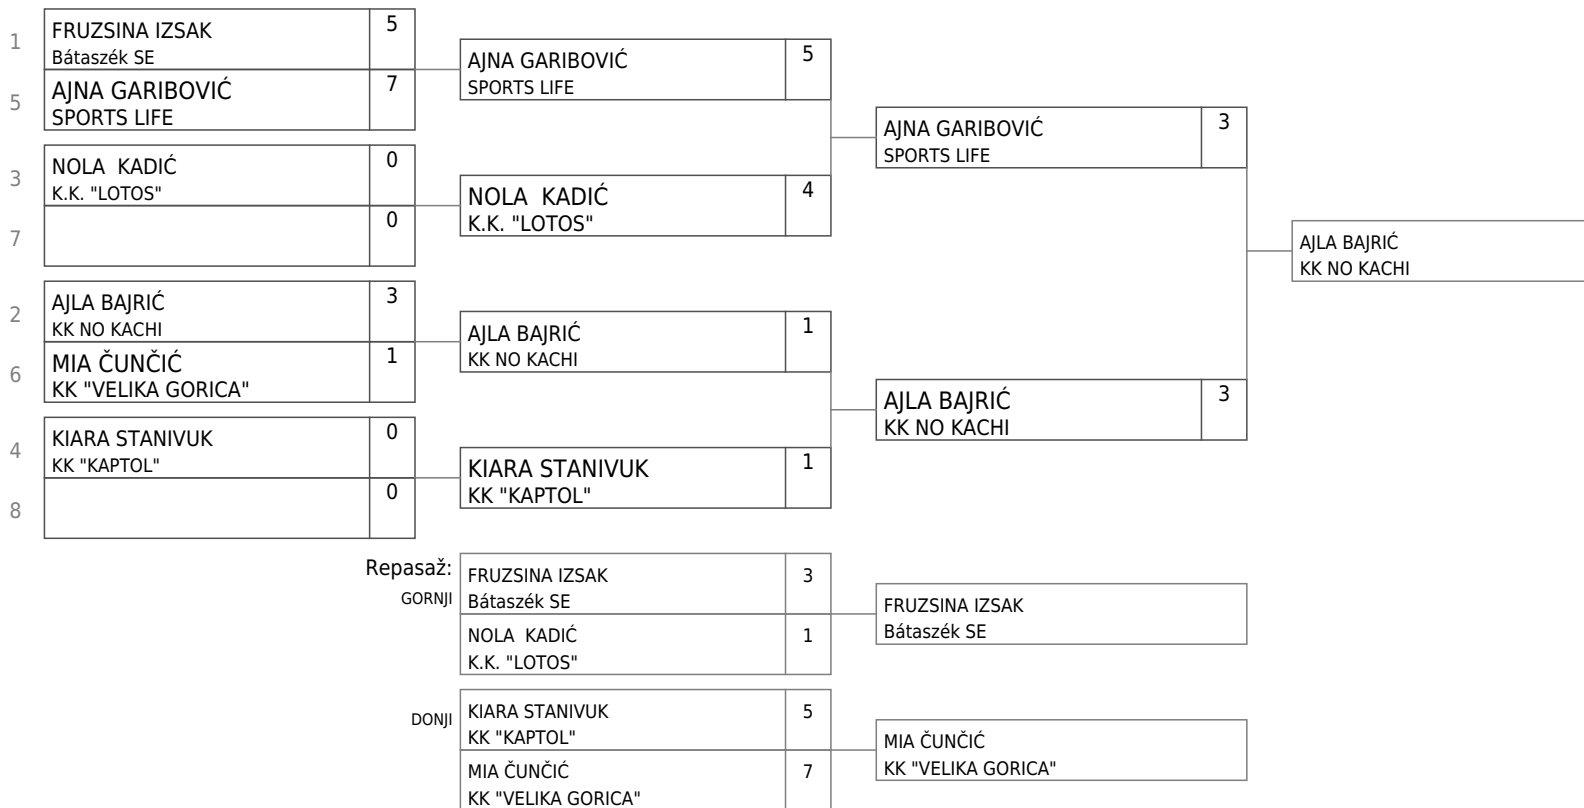 1
FRUZSINA IZSAK
Bátaszék SE
5
5
AJNA GARIBOVIĆ
SPORTS LIFE
7
3
NOLA  KADIĆ
K.K. "LOTOS"
0
7
0
2
AJLA BAJRIĆ
KK NO KACHI
3
6
MIA ČUNČIĆ
KK "VELIKA GORICA"
1
4
KIARA STANIVUK
KK "KAPTOL"
0
8
0
AJNA GARIBOVIĆ
SPORTS LIFE
5
NOLA  KADIĆ
K.K. "LOTOS"
4
AJLA BAJRIĆ
KK NO KACHI
1
KIARA STANIVUK
KK "KAPTOL"
1
AJNA GARIBOVIĆ
SPORTS LIFE
3
AJLA BAJRIĆ
KK NO KACHI
3
AJLA BAJRIĆ
KK NO KACHI
Repasaž:
GORNJI
FRUZSINA IZSAK
Bátaszék SE
3
NOLA  KADIĆ
K.K. "LOTOS"
1
FRUZSINA IZSAK
Bátaszék SE
DONJI
KIARA STANIVUK
KK "KAPTOL"
5
MIA ČUNČIĆ
KK "VELIKA GORICA"
7
MIA ČUNČIĆ
KK "VELIKA GORICA"